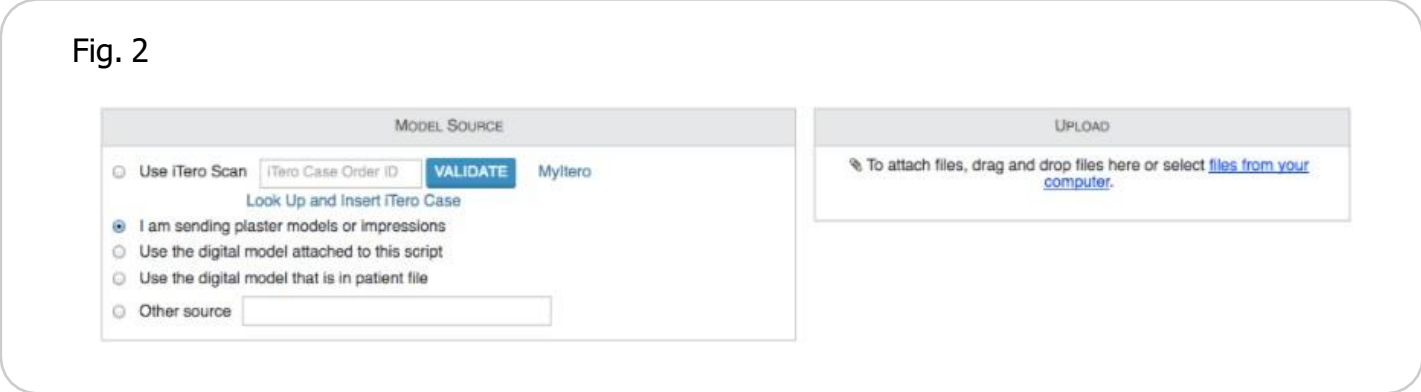 Fig. 2
MODEL SOURCE
Use iTero Scan iTero Case Order ID VALIDATE MyItero
Look Up and Insert iTero Case
I am sending plaster models or impressions
Use the digital model attached to this script
Use the digital model that is in patient file
Other source
UPLOAD
To attach files, drag and drop files here or select files from your
computer.